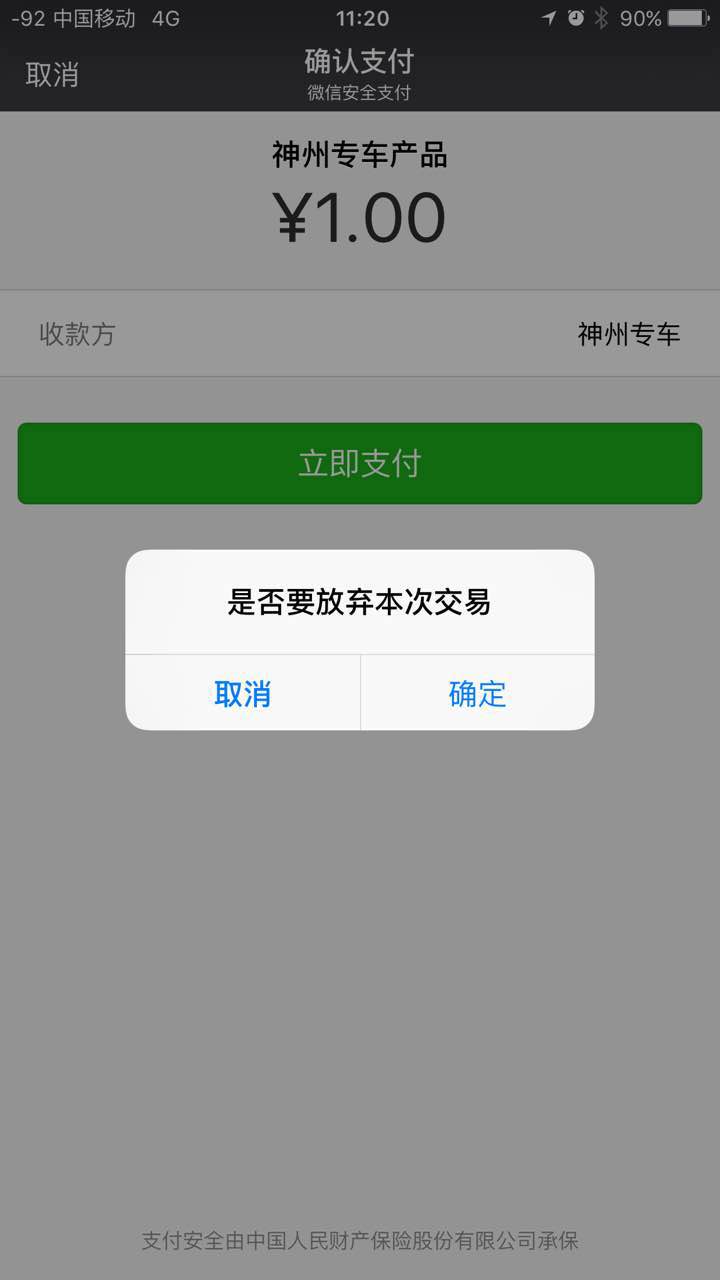 -92 中国移动 4G 11:20 90%
取消 确认支付
微信安全支付
神州专车产品
¥1.00
收款方 神州专车
立即支付
是否要放弃本次交易
取消 确定
支付安全由中国人民财产保险股份有限公司承保